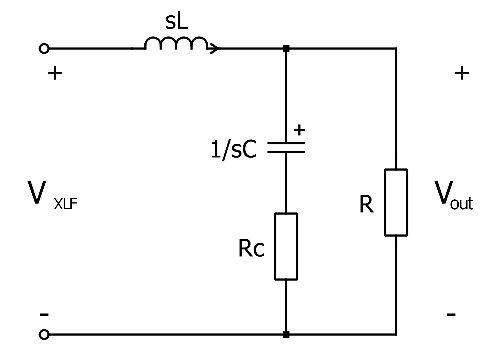 sL
+ +
+
1/sC
V XLF R Vout
Rc
- -